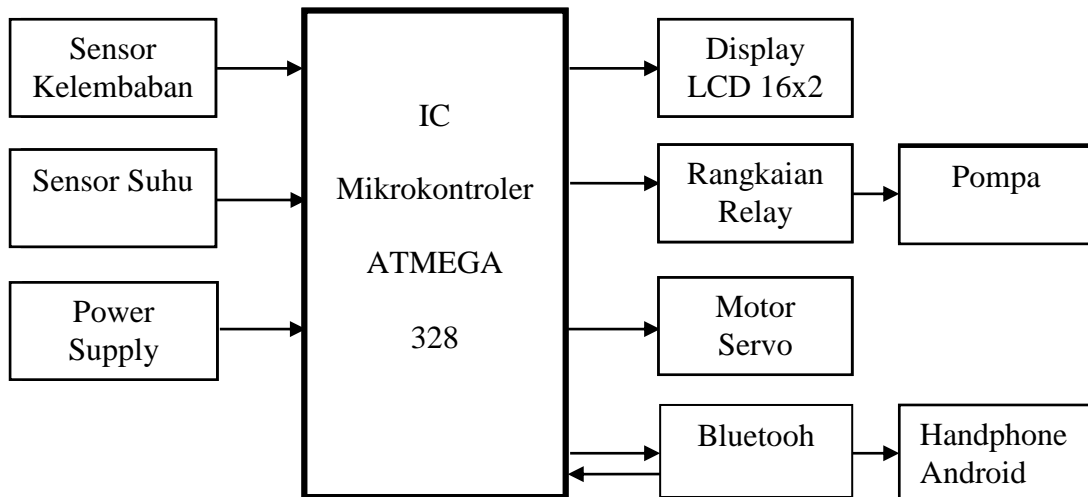 Sensor
Kelembaban
Sensor Suhu
Power
Supply
IC
Mikrokontroler
ATMEGA
328
Display
LCD 16x2
Rangkaian
Relay
Pompa
Motor
Servo
Bluetooh
Handphone
Android